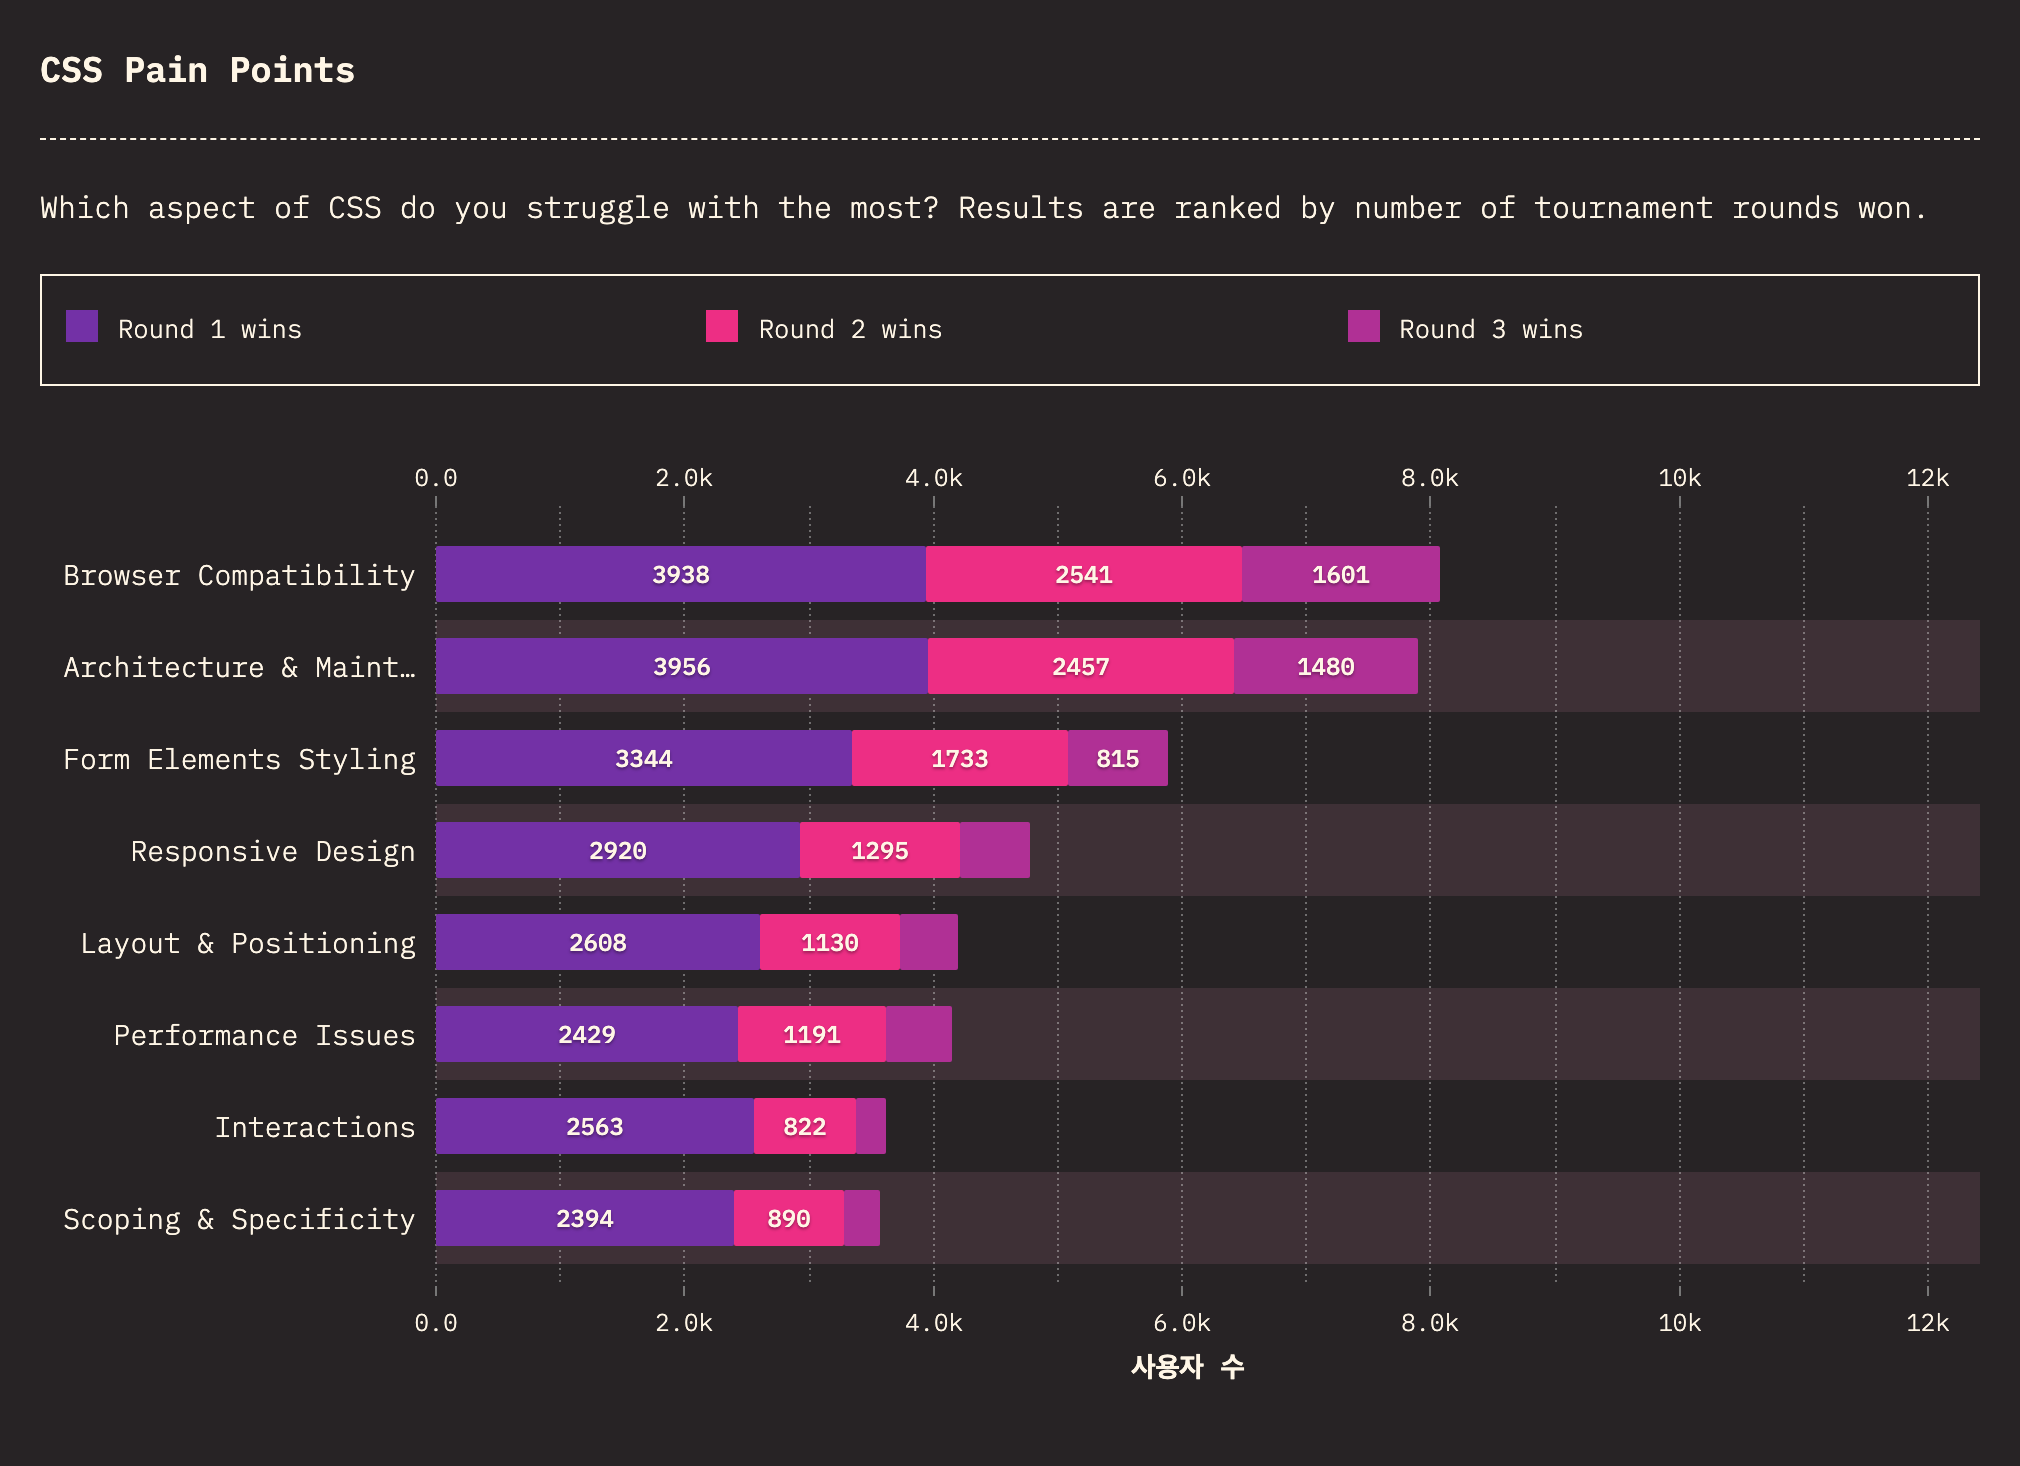 CSS Pain Points
Which aspect of CSS do you struggle with the most? Results are ranked by number of tournament rounds won.
Round 1 wins Round 2 wins Round 3 wins
0.0 2.0k 4.0k 6.0k 8.0k 10k 12k
Browser Compatibility 3938 2541 1601
Architecture & Maint… 3956 2457 1480
Form Elements Styling 3344 1733 815
Responsive Design 2920 1295
Layout & Positioning 2608 1130
Performance Issues 2429 1191
Interactions 2563 822
Scoping & Specificity 2394 890
0.0 2.0k 4.0k 6.0k 8.0k 10k 12k
사용자 수